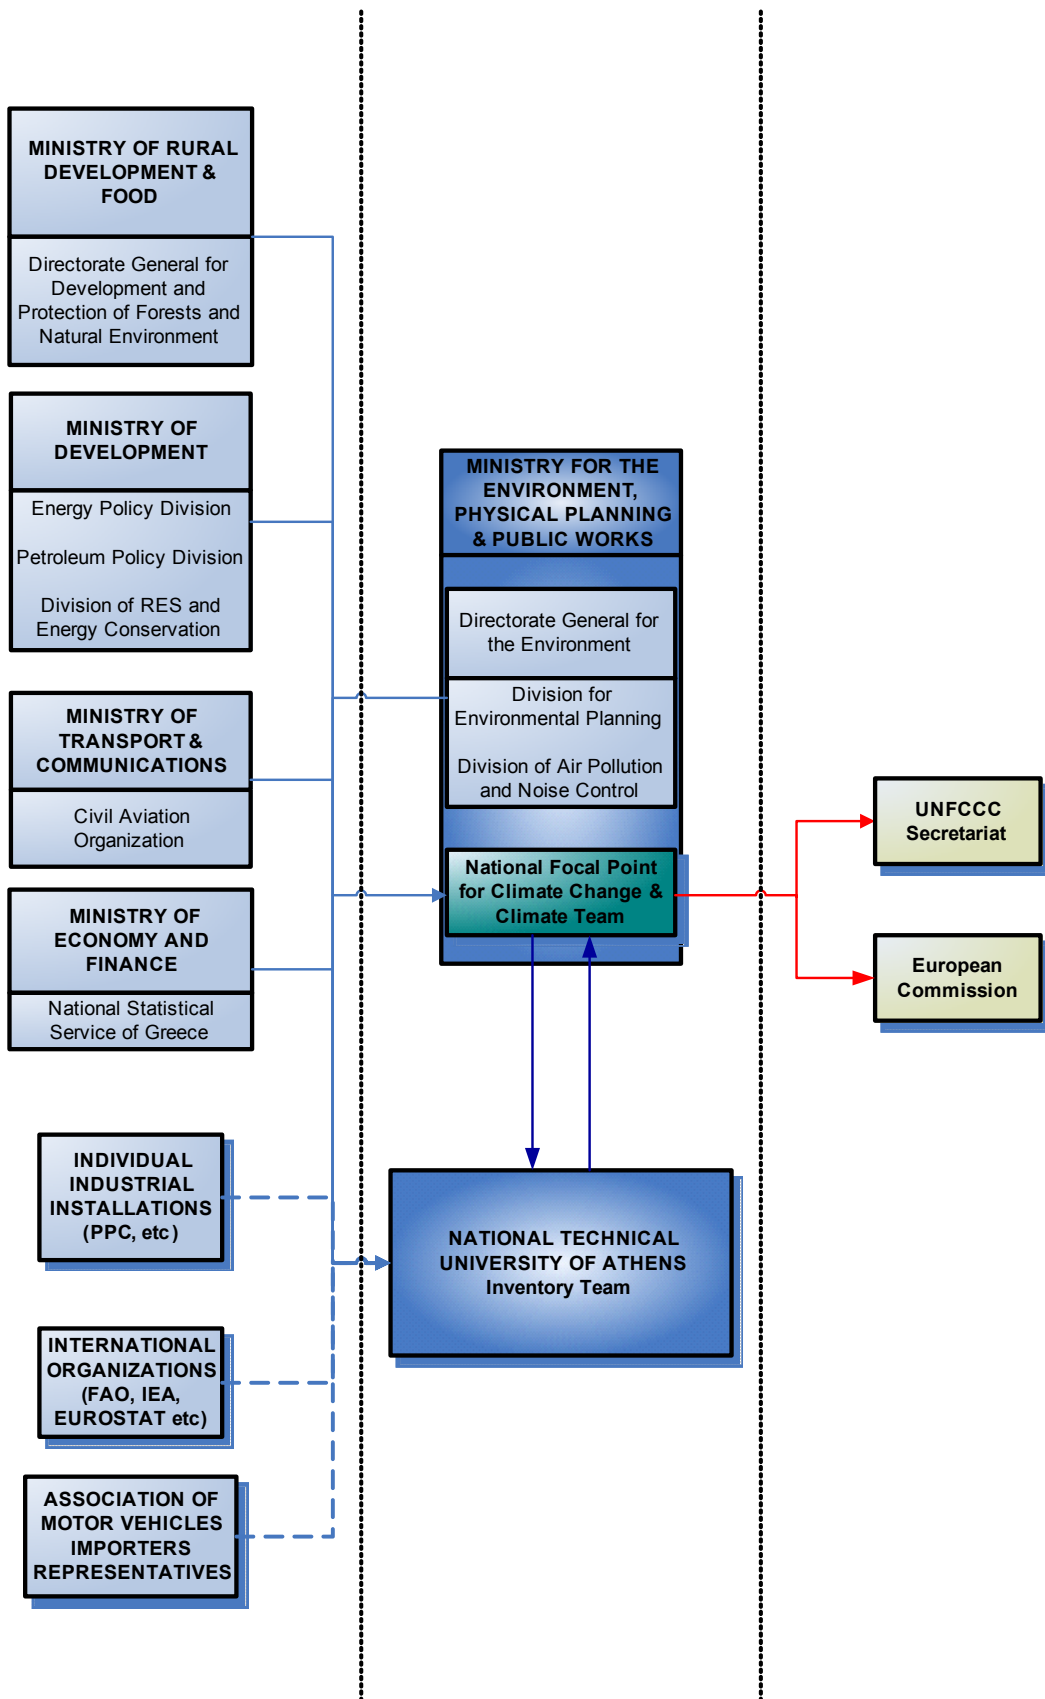 MINISTRY OF RURAL
DEVELOPMENT &
FOOD
Directorate General for
Development and
Protection of Forests and
Natural Environment
MINISTRY OF
DEVELOPMENT
Energy Policy Division
Petroleum Policy Division
Division of RES and
Energy Conservation
MINISTRY OF
TRANSPORT &
COMMUNICATIONS
Civil Aviation
Organization
MINISTRY OF
ECONOMY AND
FINANCE
National Statistical
Service of Greece
INDIVIDUAL
INDUSTRIAL
INSTALLATIONS
(PPC, etc)
INTERNATIONAL
ORGANIZATIONS
(FAO, IEA,
EUROSTAT etc)
ASSOCIATION OF
MOTOR VEHICLES
IMPORTERS
REPRESENTATIVES
MINISTRY FOR THE
ENVIRONMENT,
PHYSICAL PLANNING
& PUBLIC WORKS
Directorate General for
the Environment
Division for
Environmental Planning
Division of Air Pollution
and Noise Control
National Focal Point
for Climate Change &
Climate Team
NATIONAL TECHNICAL
UNIVERSITY OF ATHENS
Inventory Team
UNFCCC
Secretariat
European
Commission